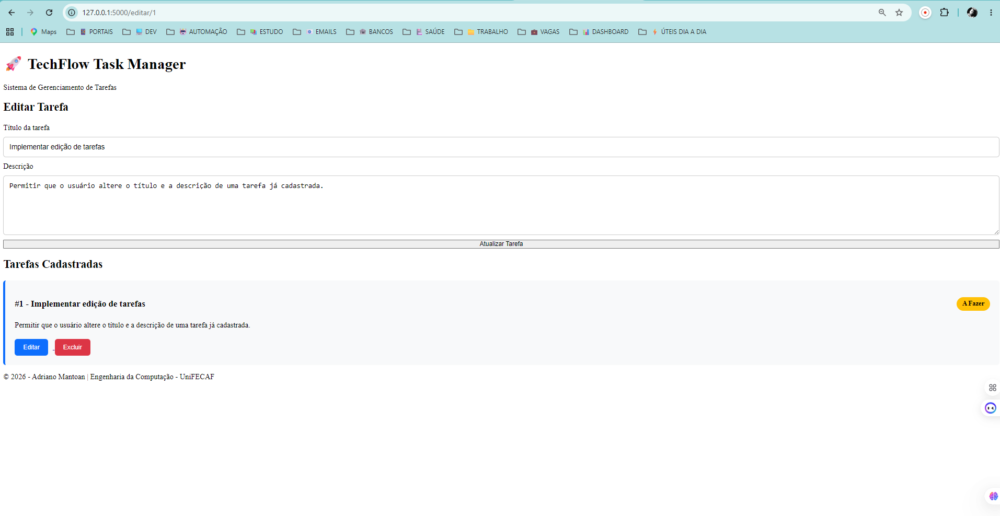 127.0.0.1:5000/editar/1
Maps PORTAIS DEV AUTOMAÇÃO ESTUDO EMAILS BANCOS SAÚDE TRABALHO VAGAS DASHBOARD ÚTEIS DIA A DIA
TechFlow Task Manager
Sistema de Gerenciamento de Tarefas
Editar Tarefa
Título da tarefa
Implementar edição de tarefas
Descrição
Permitir que o usuário altere o título e a descrição de uma tarefa já cadastrada.
Atualizar Tarefa
Tarefas Cadastradas
#1 - Implementar edição de tarefas A Fazer
Permitir que o usuário altere o título e a descrição de uma tarefa já cadastrada.
Editar Excluir
© 2026 - Adriano Mantoan | Engenharia da Computação - UniFECAF